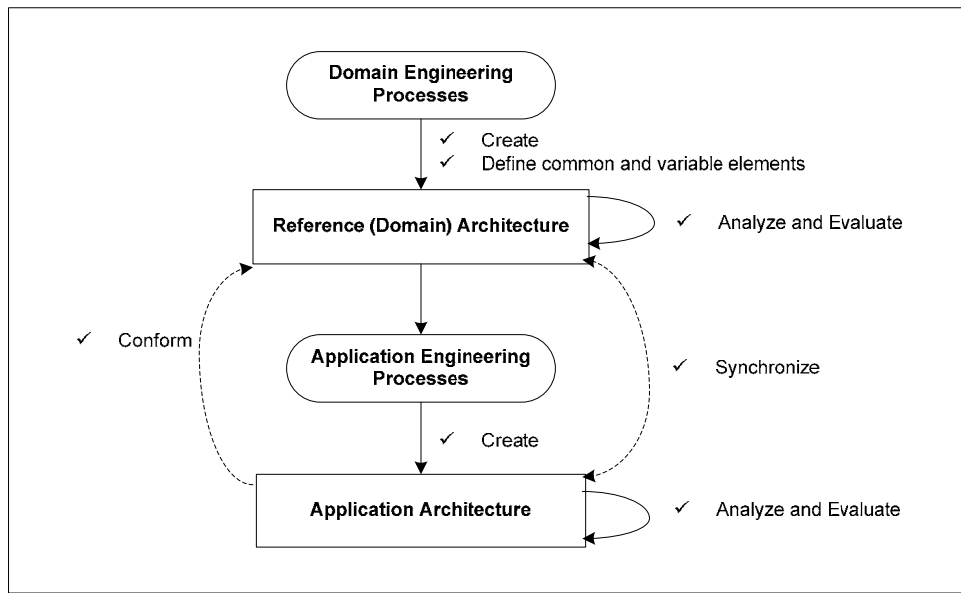 Domain Engineering
Processes
✓ Create
✓ Define common and variable elements
Reference (Domain) Architecture
✓ Analyze and Evaluate
✓ Conform
Application Engineering
Processes
✓ Synchronize
✓ Create
Application Architecture
✓ Analyze and Evaluate